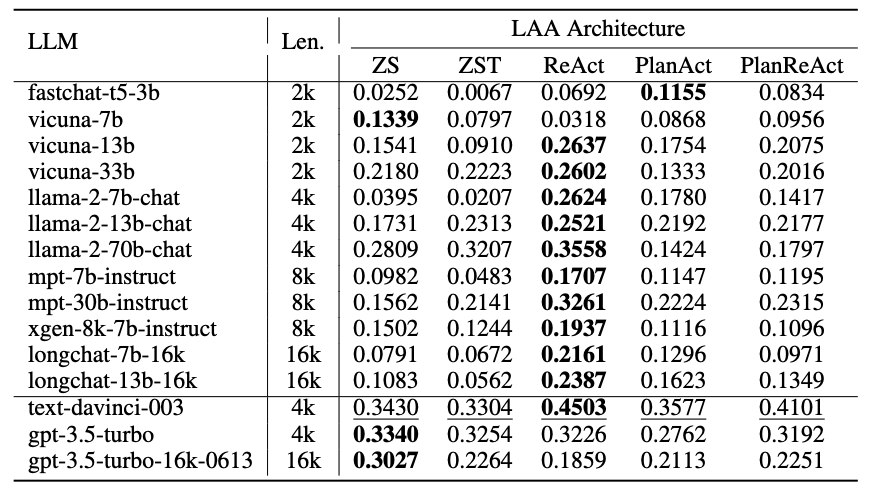 LLM Len. LAA Architecture
ZS ZST ReAct PlanAct PlanReAct
fastchat-t5-3b 2k 0.0252 0.0067 0.0692 0.1155 0.0834
vicuna-7b 2k 0.1339 0.0797 0.0318 0.0868 0.0956
vicuna-13b 2k 0.1541 0.0910 0.2637 0.1754 0.2075
vicuna-33b 2k 0.2180 0.2223 0.2602 0.1333 0.2016
llama-2-7b-chat 4k 0.0395 0.0207 0.2624 0.1780 0.1417
llama-2-13b-chat 4k 0.1731 0.2313 0.2521 0.2192 0.2177
llama-2-70b-chat 4k 0.2809 0.3207 0.3558 0.1424 0.1797
mpt-7b-instruct 8k 0.0982 0.0483 0.1707 0.1147 0.1195
mpt-30b-instruct 8k 0.1562 0.2141 0.3261 0.2224 0.2315
xgen-8k-7b-instruct 8k 0.1502 0.1244 0.1937 0.1116 0.1096
longchat-7b-16k 16k 0.0791 0.0672 0.2161 0.1296 0.0971
longchat-13b-16k 16k 0.1083 0.0562 0.2387 0.1623 0.1349
text-davinci-003 4k 0.3430 0.3304 0.4503 0.3577 0.4101
gpt-3.5-turbo 4k 0.3340 0.3254 0.3226 0.2762 0.3192
gpt-3.5-turbo-16k-0613 16k 0.3027 0.2264 0.1859 0.2113 0.2251